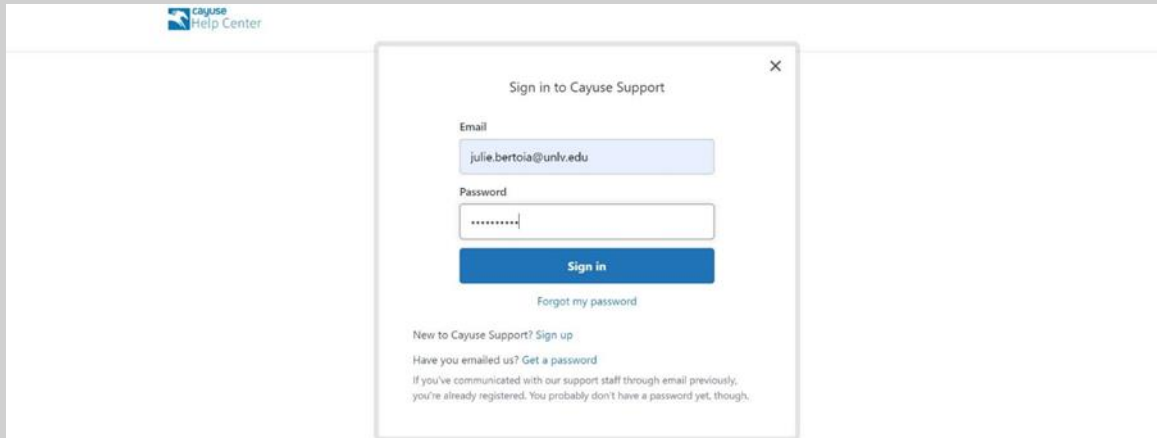 cayuse
Help Center
Sign in to Cayuse Support
Email
julie.bertoia@unlv.edu
Password
••••••••••
Sign in
Forgot my password
New to Cayuse Support? Sign up
Have you emailed us? Get a password
If you've communicated with our support staff through email previously,
you're already registered. You probably don't have a password yet, though.